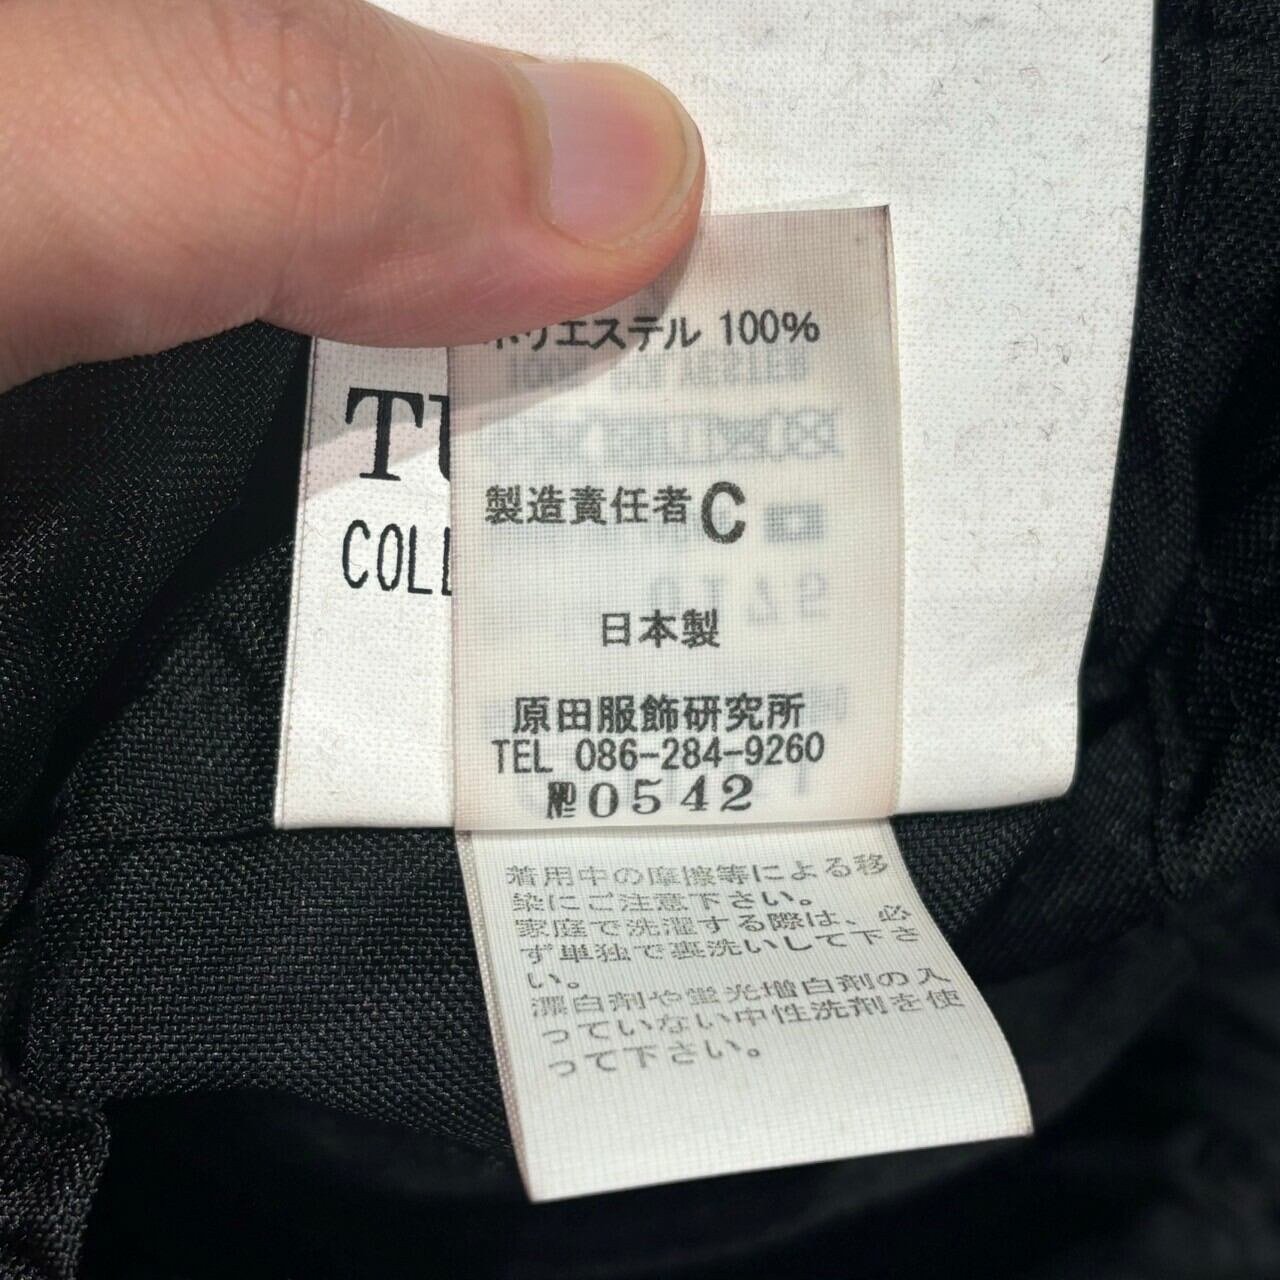 ポリエステル 100%
TU
COLL
製造責任者C
日本製
原田服飾研究所
TEL 086-284-9260
№0542
着用中の摩擦等による移
染にご注意下さい。
家庭で洗濯する際は、必
ず単独で裏洗いして下さ
い。
漂白剤や蛍光増白剤の入
っていない中性洗剤を使
って下さい。